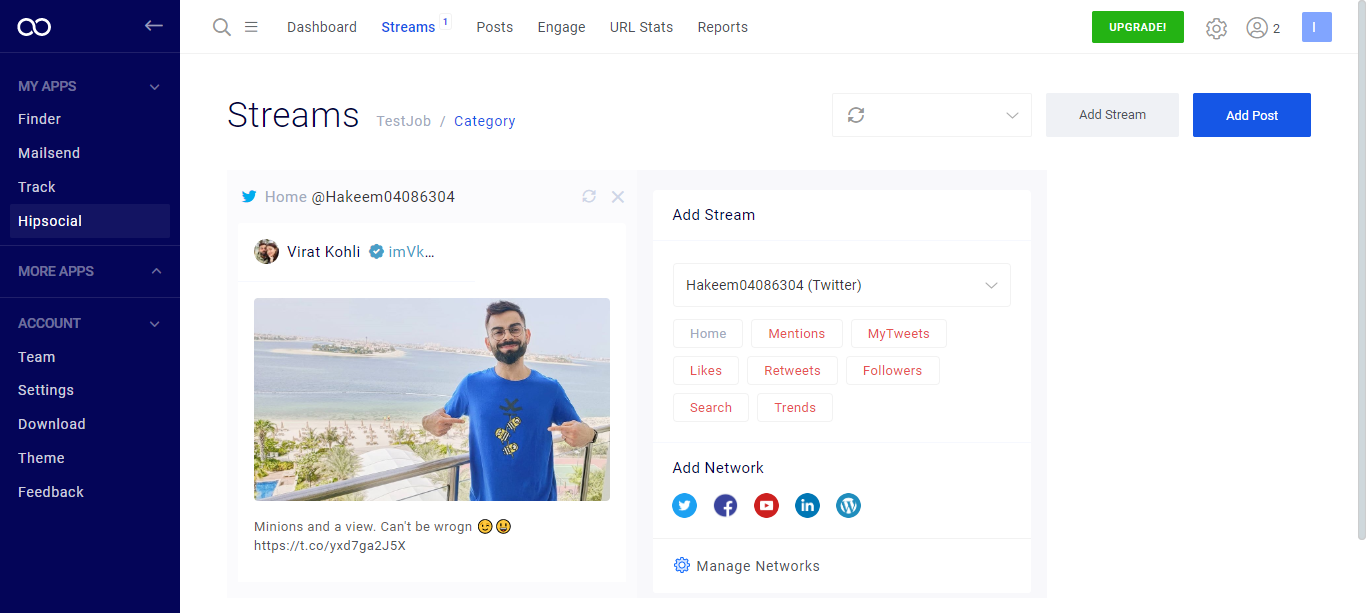 Dashboard
Streams 1
Posts
Engage
URL Stats
Reports
UPGRADE!
2
I
MY APPS
Finder
Mailsend
Track
Hipsocial
MORE APPS
ACCOUNT
Team
Settings
Download
Theme
Feedback
Streams
TestJob / Category
Add Stream
Add Post
Home @Hakeem04086304
Virat Kohli imVk...
Minions and a view. Can't be wrogn 😉😃
https://t.co/yxd7ga2J5X
Add Stream
Hakeem04086304 (Twitter)
Home
Mentions
MyTweets
Likes
Retweets
Followers
Search
Trends
Add Network
Manage Networks